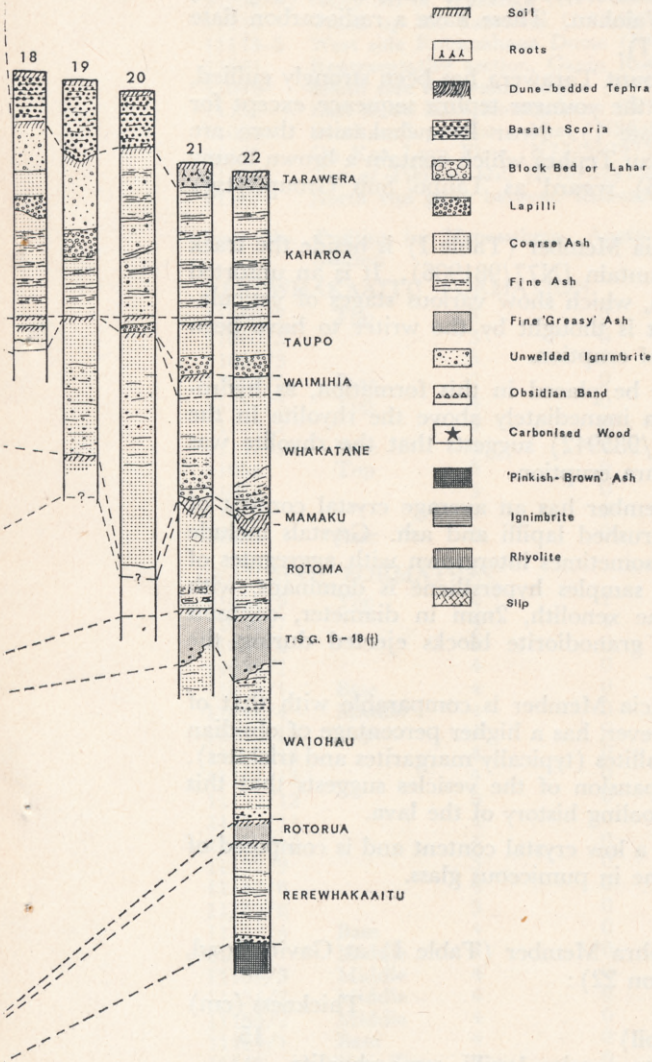 18
19
20
21
22
TARAWERA
KAHAROA
TAUPO
WAIMIHIA
WHAKATANE
MAMAKU
ROTOMA
T.S.G. 16-18(?)
WAIOHAU
ROTORUA
REREWHAKAAITU
?
?
Soil
Roots
Dune-bedded Tephra
Basalt Scoria
Block Bed or Lahar
Lapilli
Coarse Ash
Fine Ash
Fine 'Greasy' Ash
Unwelded Ignimbrite
Obsidian Band
Carbonised Wood
'Pinkish-Brown' Ash
Ignimbrite
Rhyolite
Slip